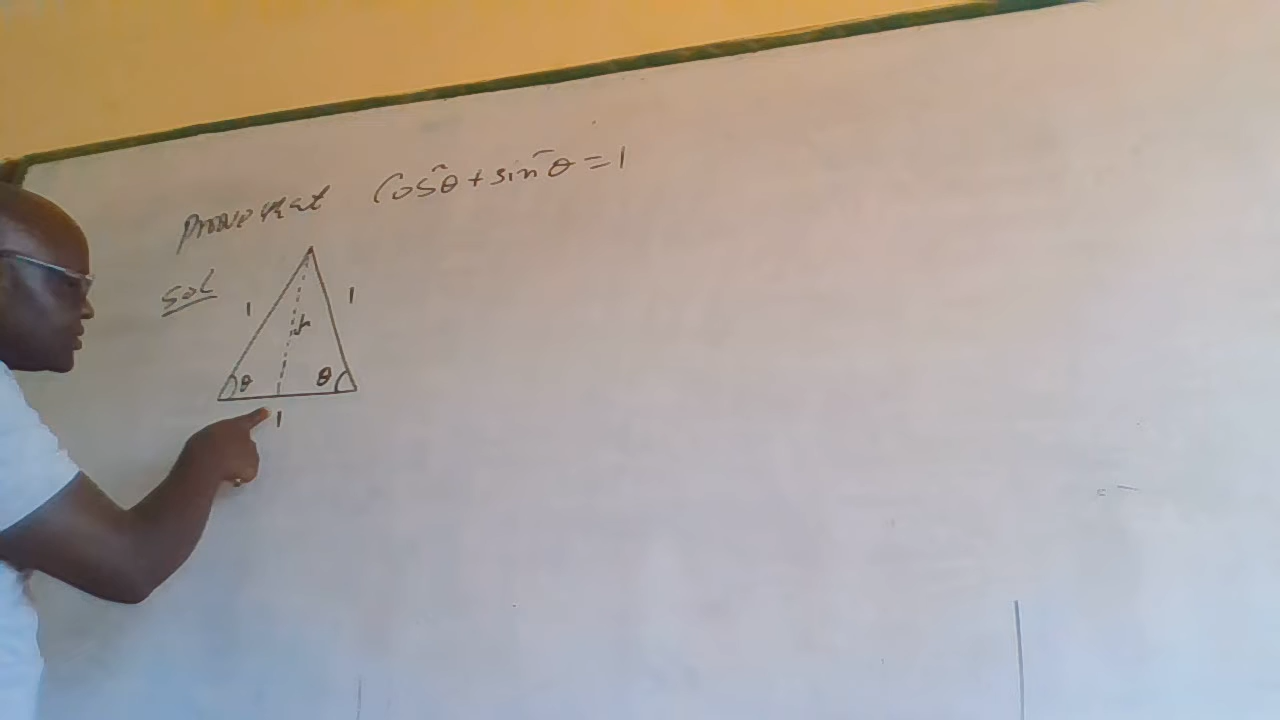 Prove that Cos²θ + sin²θ = 1
Sol
1 1
θ θ
1